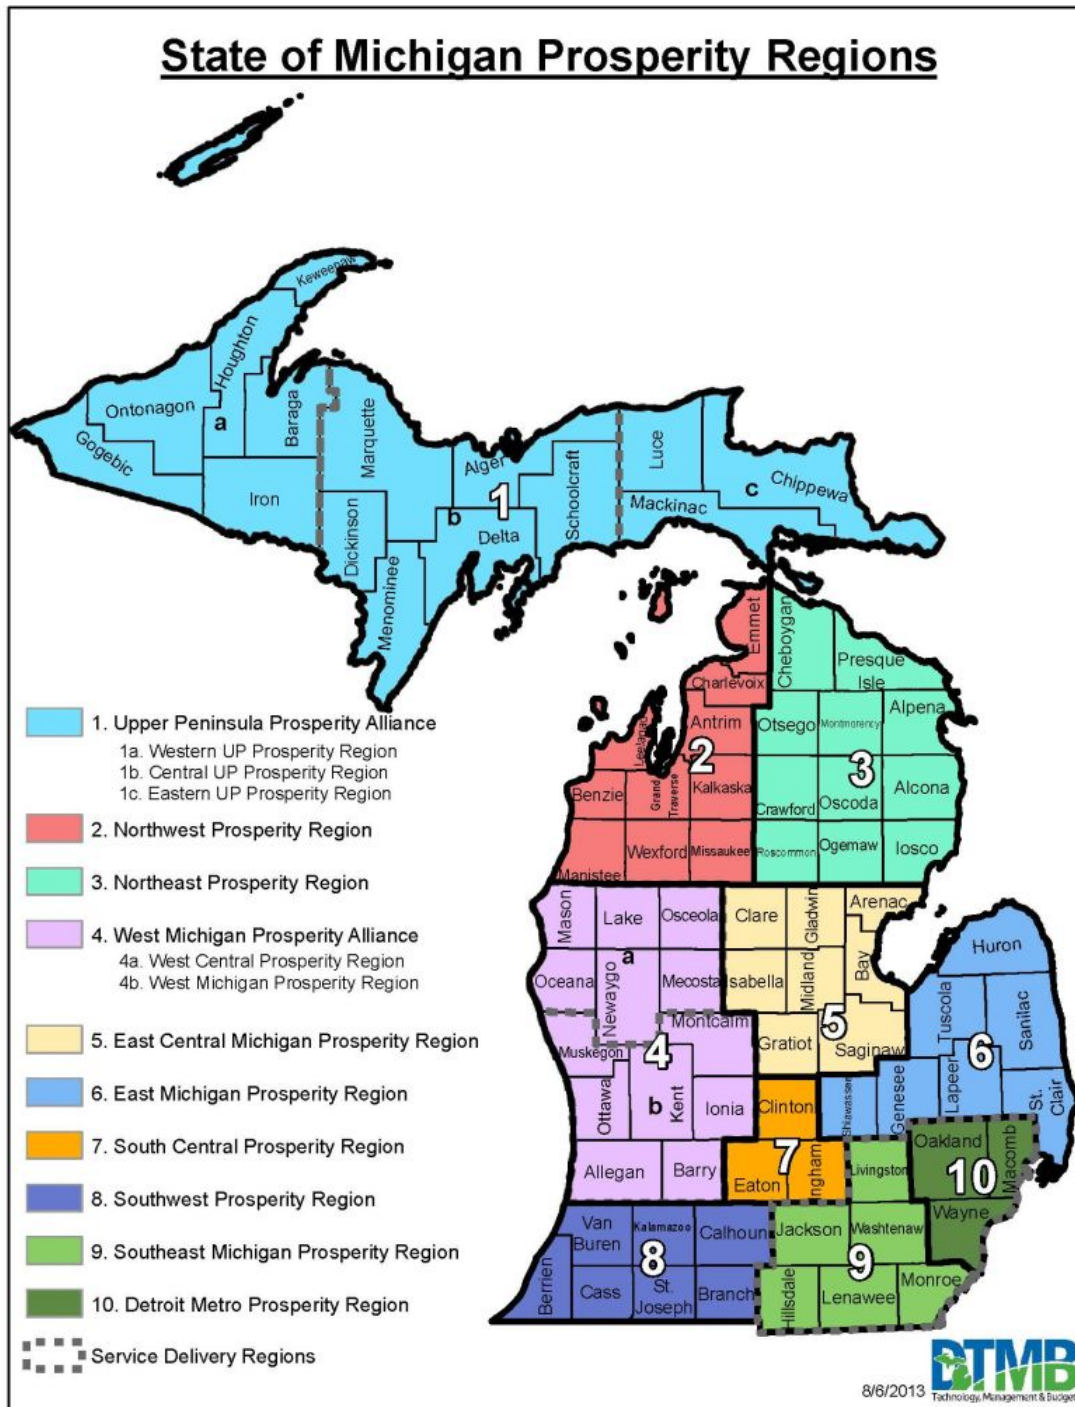 State of Michigan Prosperity Regions
Keweenaw
Houghton
Ontonagon
a
Baraga
Gogebic
Iron
Marquette
Alger
1
b
Schoolcraft
Dickinson
Delta
Menominee
Luce
c
Chippewa
Mackinac
Emmet
Cheboygan
Presque
Isle
Charlevoix
Antrim
Otsego
Montmorency
Alpena
Leelanau
2
3
Benzie
Grand
Traverse
Kalkaska
Crawford
Oscoda
Alcona
Manistee
Wexford
Missaukee
Roscommon
Ogemaw
Iosco
Mason
Lake
Osceola
Clare
Gladwin
Arenac
a
Oceana
Newaygo
Mecosta
Isabella
Midland
Bay
Huron
Montcalm
Muskegon
4
Gratiot
5
Saginaw
Tuscola
Sanilac
6
Ottawa
b
Kent
Ionia
Clinton
Shiawassee
Genesee
Lapeer
St.
Clair
Allegan
Barry
Eaton
7
Ingham
Livingston
Oakland
Macomb
10
Wayne
Van
Buren
Kalamazoo
Calhoun
Jackson
Washtenaw
8
9
Berrien
Cass
St.
Joseph
Branch
Hillsdale
Lenawee
Monroe
1. Upper Peninsula Prosperity Alliance
1a. Western UP Prosperity Region
1b. Central UP Prosperity Region
1c. Eastern UP Prosperity Region
2. Northwest Prosperity Region
3. Northeast Prosperity Region
4. West Michigan Prosperity Alliance
4a. West Central Prosperity Region
4b. West Michigan Prosperity Region
5. East Central Michigan Prosperity Region
6. East Michigan Prosperity Region
7. South Central Prosperity Region
8. Southwest Prosperity Region
9. Southeast Michigan Prosperity Region
10. Detroit Metro Prosperity Region
Service Delivery Regions
8/6/2013
DTMB
Technology, Management & Budget